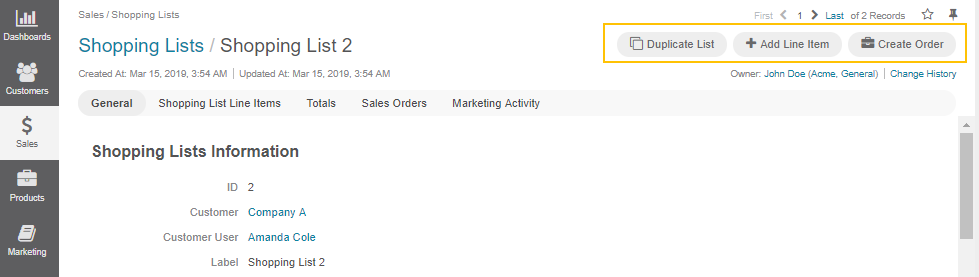 Sales / Shopping Lists
First 1 Last of 2 Records
Dashboards
Shopping Lists / Shopping List 2
Duplicate List Add Line Item Create Order
Created At: Mar 15, 2019, 3:54 AM Updated At: Mar 15, 2019, 3:54 AM
Owner: John Doe (Acme, General) Change History
Customers
General Shopping List Line Items Totals Sales Orders Marketing Activity
Sales
Shopping Lists Information
ID 2
Products
Customer Company A
Customer User Amanda Cole
Marketing
Label Shopping List 2